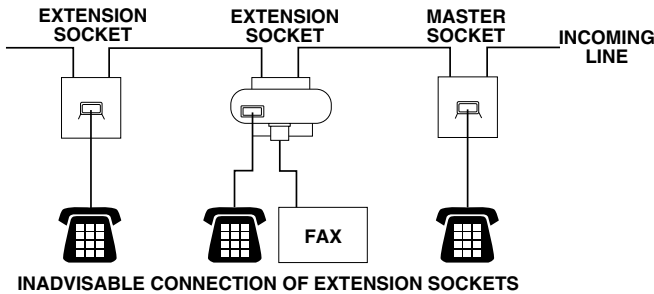 EXTENSION
SOCKET
EXTENSION
SOCKET
MASTER
SOCKET
INCOMING
LINE
FAX
INADVISABLE CONNECTION OF EXTENSION SOCKETS